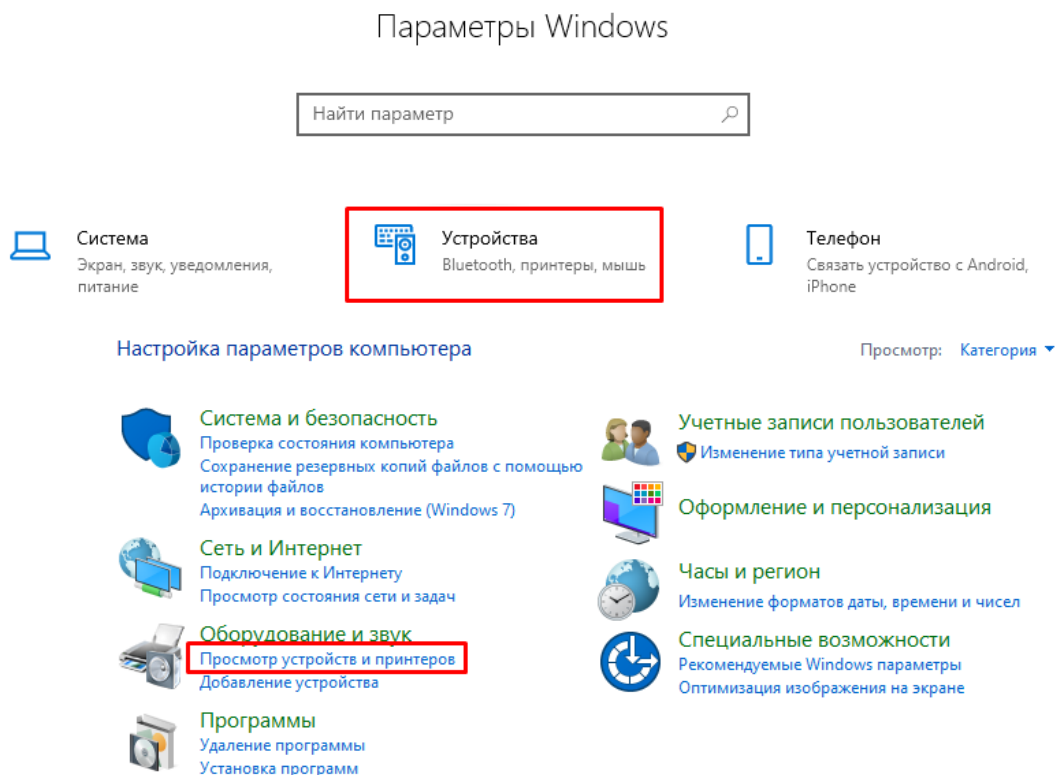 Параметры Windows
Найти параметр
Система
Экран, звук, уведомления,
питание
Устройства
Bluetooth, принтеры, мышь
Телефон
Связать устройство с Android,
iPhone
Настройка параметров компьютера
Просмотр: Категория
Система и безопасность
Проверка состояния компьютера
Сохранение резервных копий файлов с помощью
истории файлов
Архивация и восстановление (Windows 7)
Сеть и Интернет
Подключение к Интернету
Просмотр состояния сети и задач
Оборудование и звук
Просмотр устройств и принтеров
Добавление устройства
Программы
Удаление программы
Установка программ
Учетные записи пользователей
Изменение типа учетной записи
Оформление и персонализация
Часы и регион
Изменение форматов даты, времени и чисел
Специальные возможности
Рекомендуемые Windows параметры
Оптимизация изображения на экране